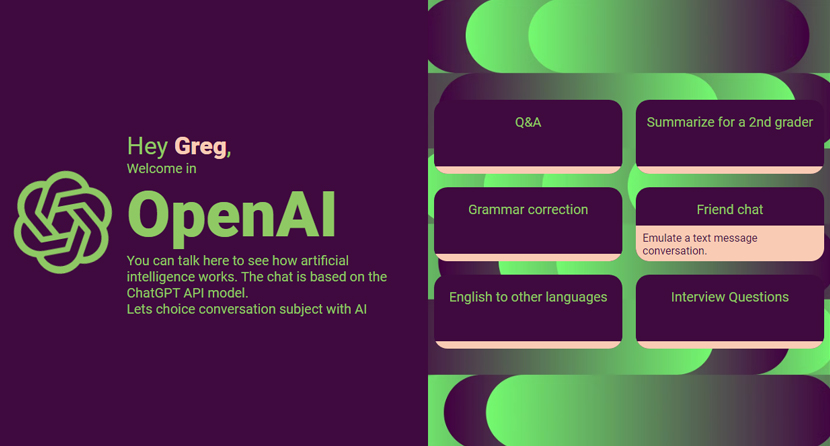 Hey Greg,
Welcome in
OpenAI
You can talk here to see how artificial
intelligence works. The chat is based on the
ChatGPT API model.
Lets choice conversation subject with AI
Q&A
Summarize for a 2nd grader
Grammar correction
Friend chat
Emulate a text message
conversation.
English to other languages
Interview Questions